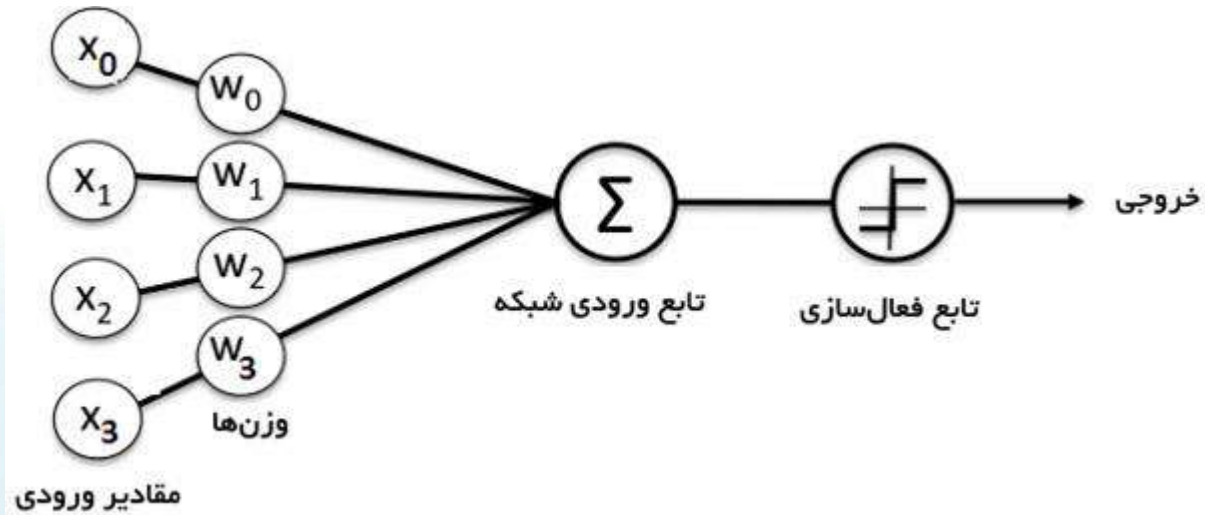 x0
w0
x1
w1
x2
w2
x3
w3
Σ
خروجی
تابع ورودی شبکه
تابع فعال‌سازی
وزن‌ها
مقادیر ورودی